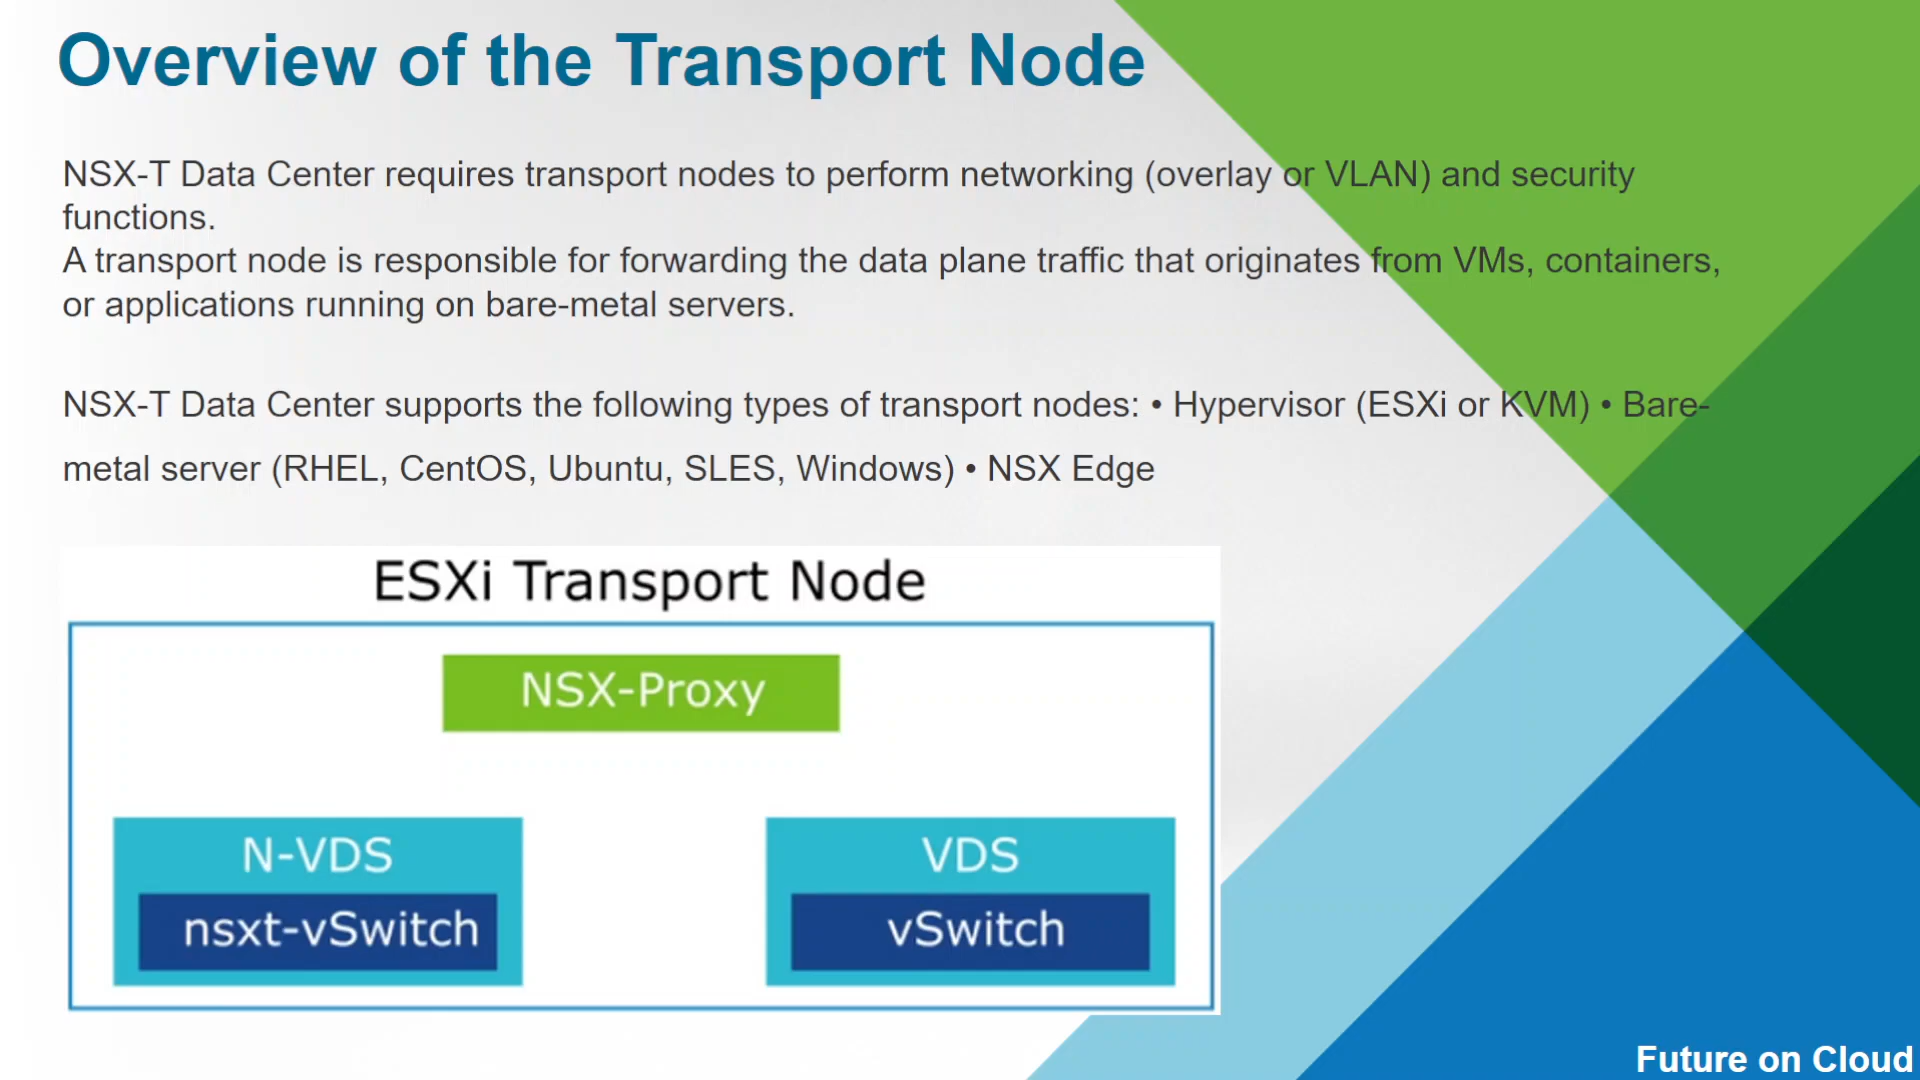 Overview of the Transport Node
NSX-T Data Center requires transport nodes to perform networking (overlay or VLAN) and security
functions.
A transport node is responsible for forwarding the data plane traffic that originates from VMs, containers,
or applications running on bare-metal servers.
NSX-T Data Center supports the following types of transport nodes: • Hypervisor (ESXi or KVM) • Bare-
metal server (RHEL, CentOS, Ubuntu, SLES, Windows) • NSX Edge
ESXi Transport Node
NSX-Proxy
N-VDS
nsxt-vSwitch
VDS
vSwitch
Future on Cloud